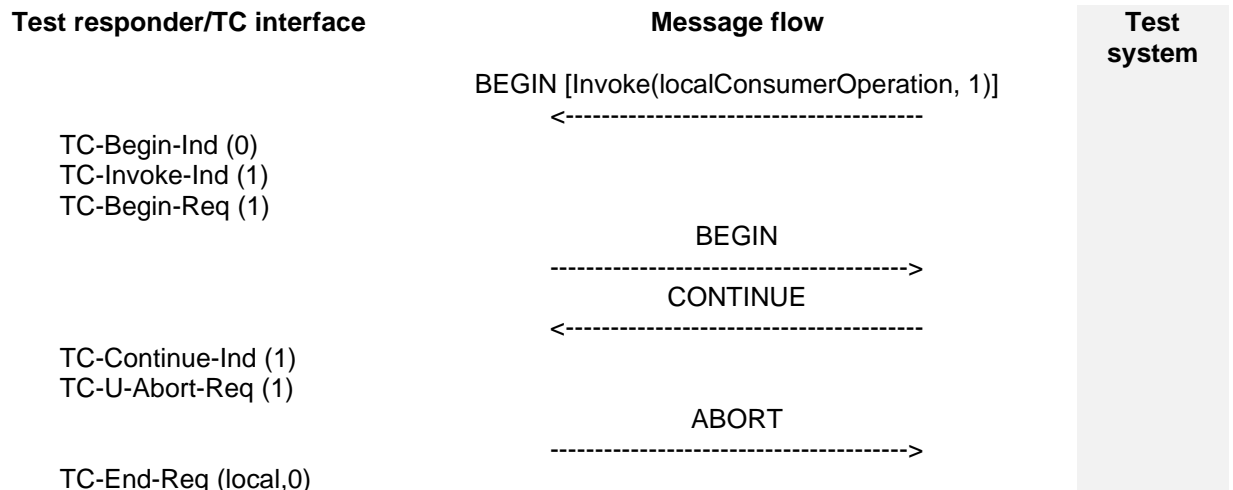 Test responder/TC interface Message flow Test
system
BEGIN [Invoke(localConsumerOperation, 1)]
<----------------------------------------
TC-Begin-Ind (0)
TC-Invoke-Ind (1)
TC-Begin-Req (1)
BEGIN
---------------------------------------->
CONTINUE
<----------------------------------------
TC-Continue-Ind (1)
TC-U-Abort-Req (1)
ABORT
---------------------------------------->
TC-End-Req (local,0)